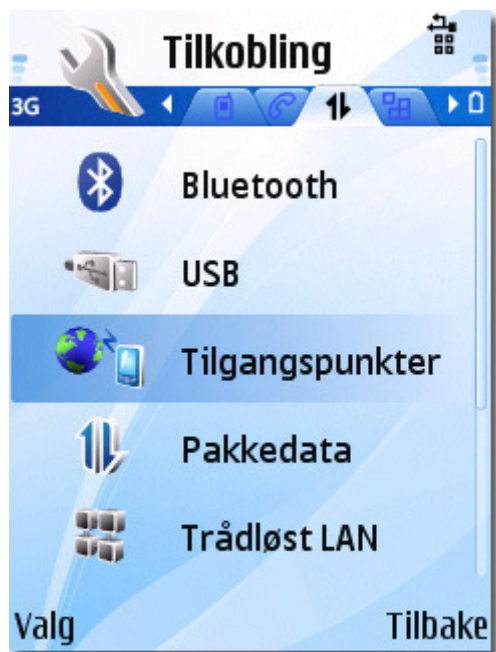 Tilkobling
3G
Bluetooth
USB
Tilgangspunkter
Pakkedata
Trådløst LAN
Valg Tilbake